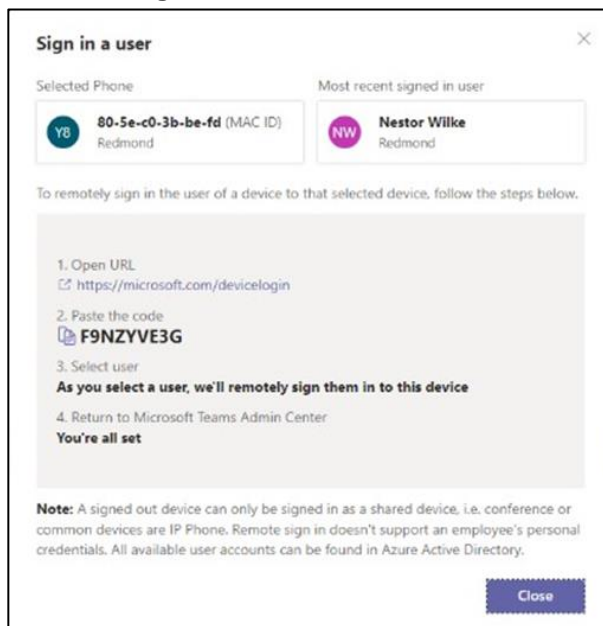 Sign in a user
Selected Phone
Most recent signed in user
Y8
80-5e-c0-3b-be-fd (MAC ID)
Redmond
NW
Nestor Wilke
Redmond
To remotely sign in the user of a device to that selected device, follow the steps below.
1. Open URL
https://microsoft.com/devicelogin
2. Paste the code
F9NZYVE3G
3. Select user
As you select a user, we'll remotely sign them in to this device
4. Return to Microsoft Teams Admin Center
You're all set
Note: A signed out device can only be signed in as a shared device, i.e. conference or
common devices are IP Phone. Remote sign in doesn't support an employee's personal
credentials. All available user accounts can be found in Azure Active Directory.
Close